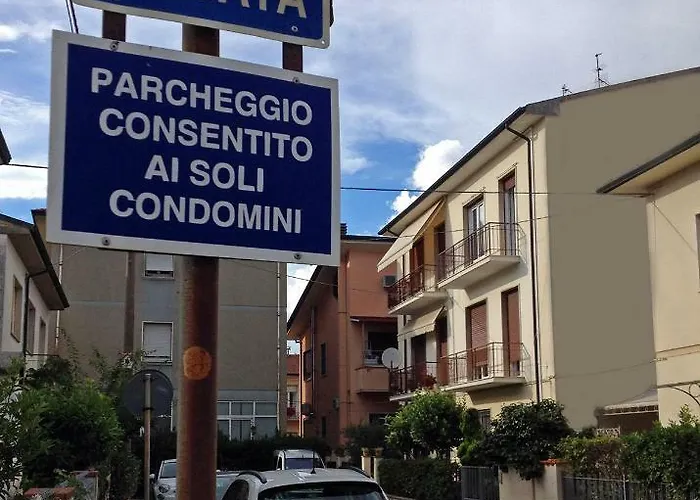 PARCHEGGIO
CONSENTITO
AI SOLI
CONDOMINI